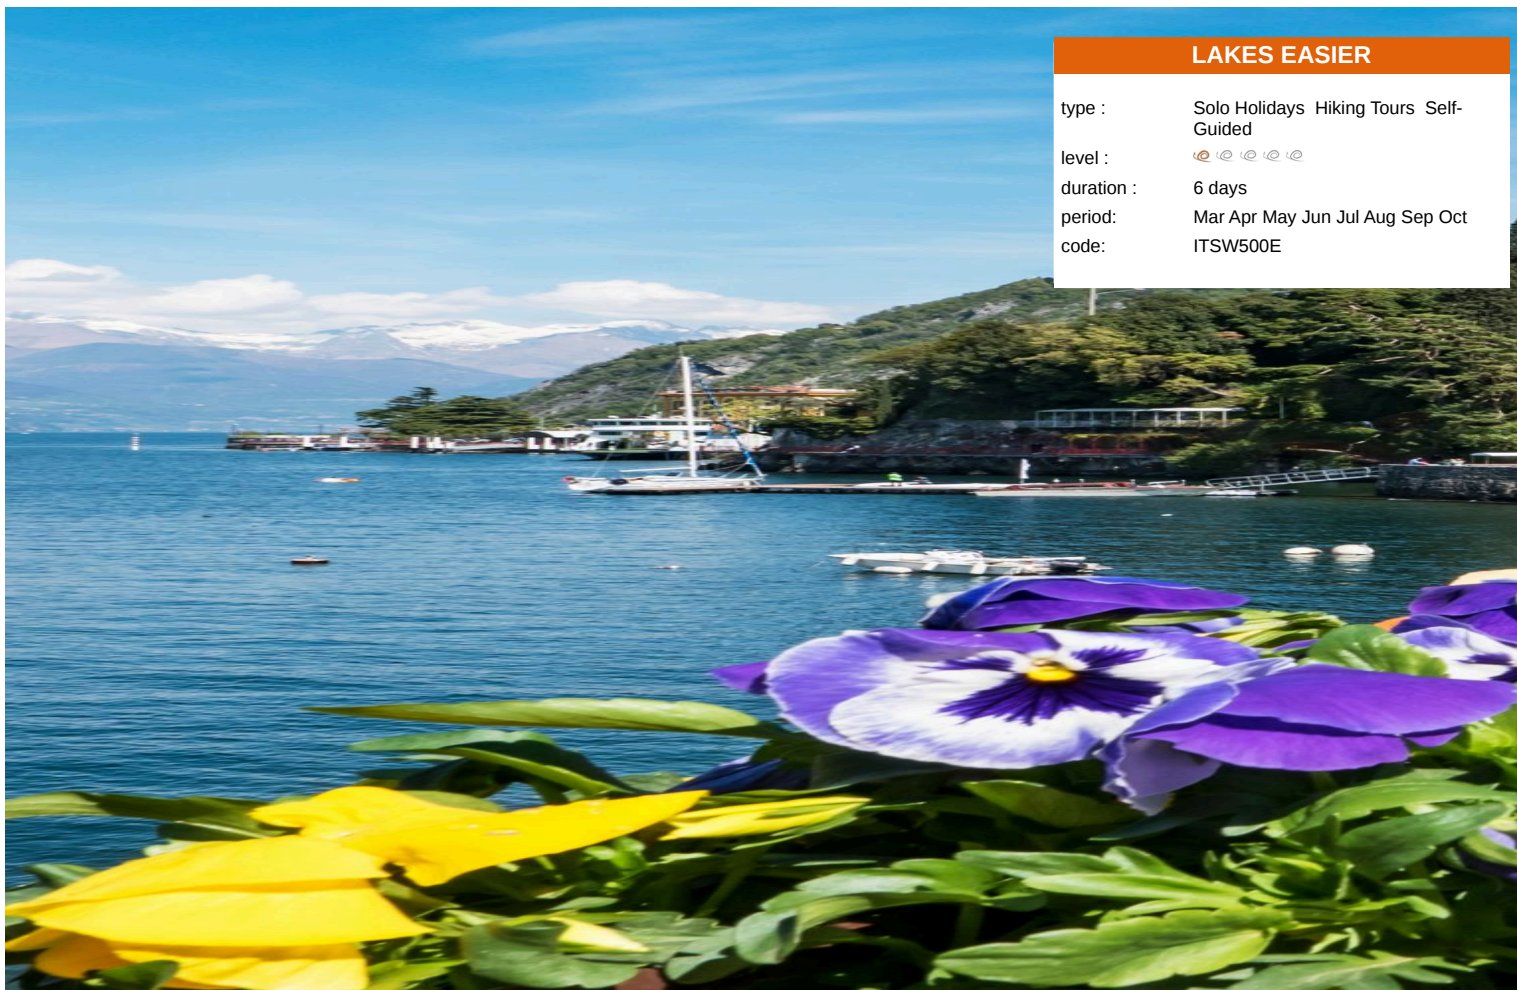 LAKES EASIER
type : Solo Holidays  Hiking Tours  Self-
Guided
level :
duration : 6 days
period: Mar Apr May Jun Jul Aug Sep Oct
code: ITSW500E